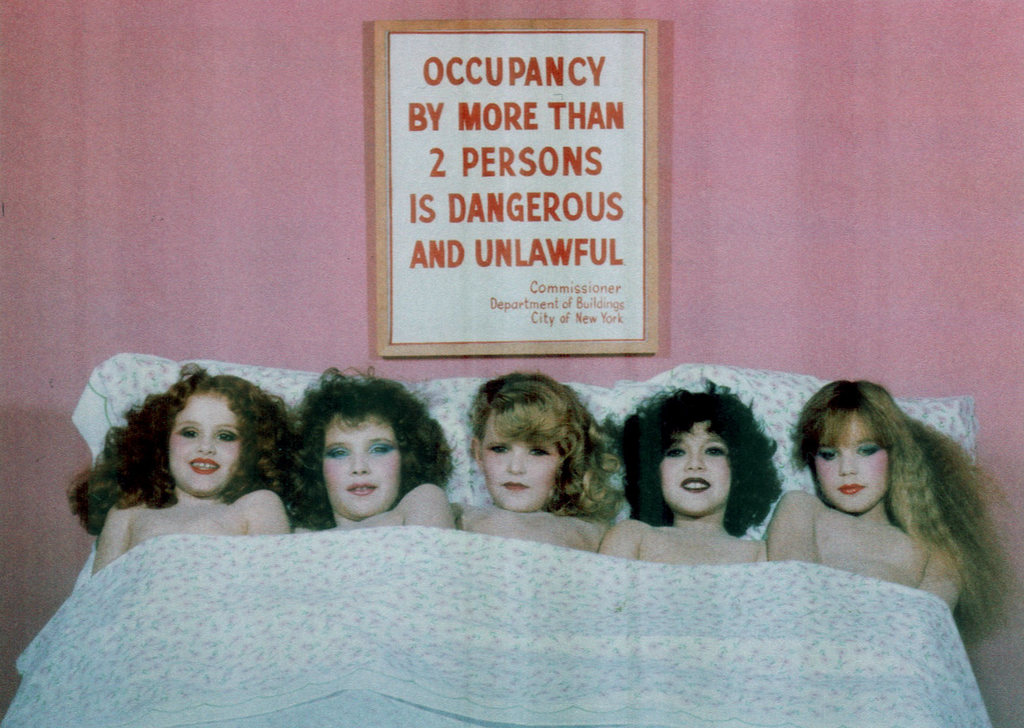 OCCUPANCY
BY MORE THAN
2 PERSONS
IS DANGEROUS
AND UNLAWFUL
Commissioner
Department of Buildings
City of New York